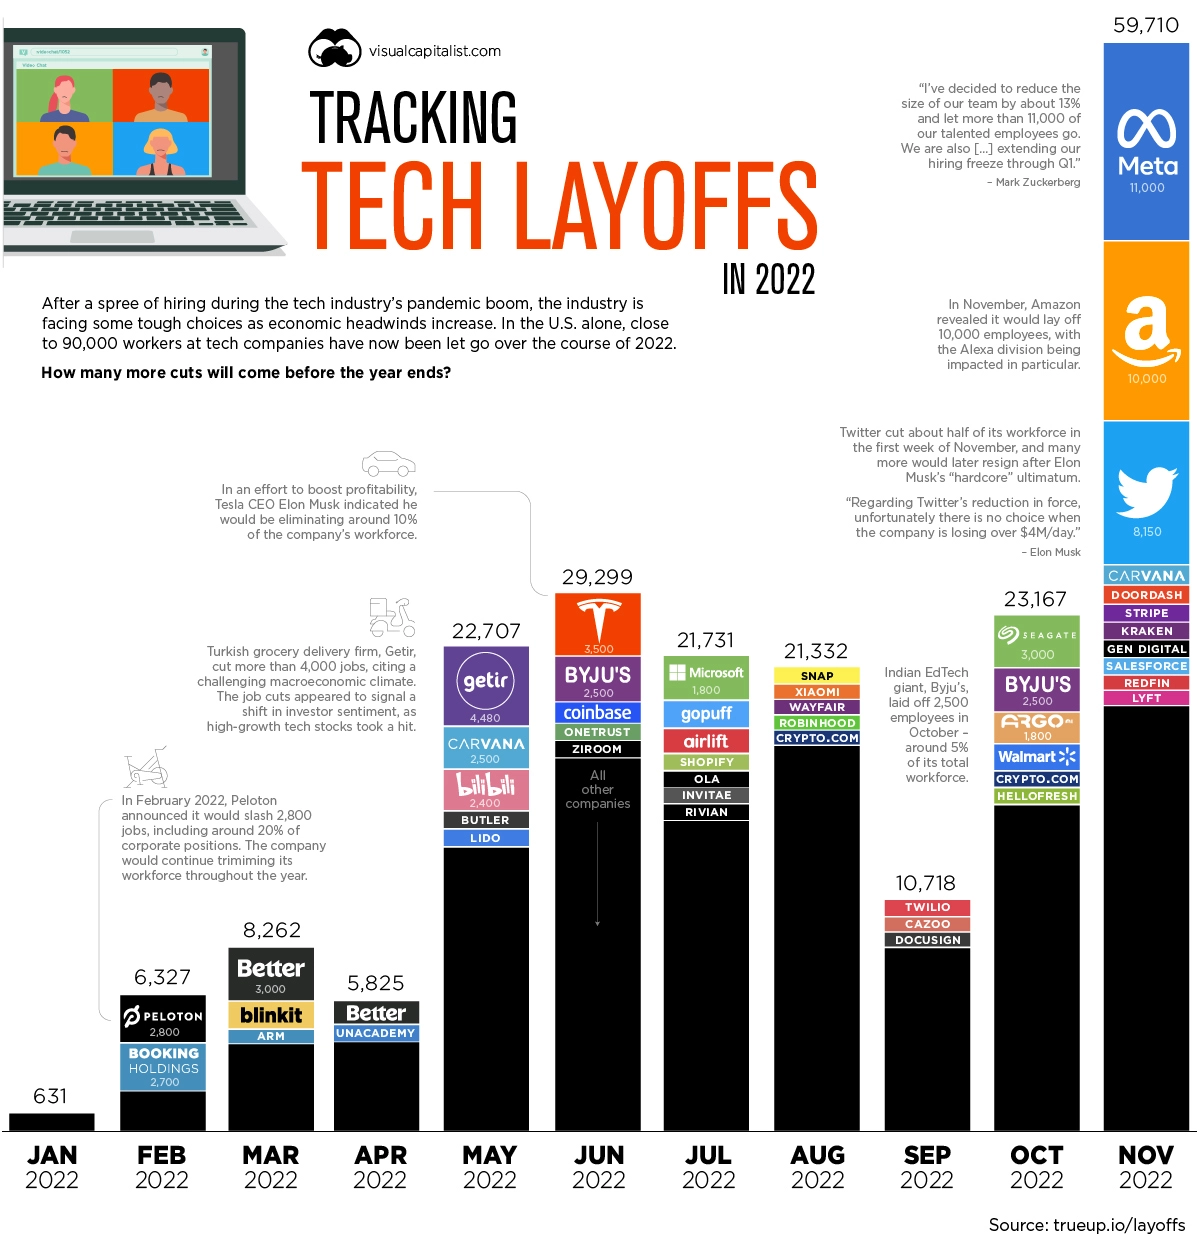 visualcapitalist.com
TRACKING
TECH LAYOFFS
IN 2022
After a spree of hiring during the tech industry's pandemic boom, the industry is
facing some tough choices as economic headwinds increase. In the U.S. alone, close
to 90,000 workers at tech companies have now been let go over the course of 2022.
How many more cuts will come before the year ends?
Video Chat
In an effort to boost profitability,
Tesla CEO Elon Musk indicated he
would be eliminating around 10%
of the company's workforce.
Turkish grocery delivery firm, Getir,
cut more than 4,000 jobs, citing a
challenging macroeconomic climate.
The job cuts appeared to signal a
shift in investor sentiment, as
high-growth tech stocks took a hit.
In February 2022, Peloton
announced it would slash 2,800
jobs, including around 20% of
corporate positions. The company
would continue trimiming its
workforce throughout the year.
"I've decided to reduce the
size of our team by about 13%
and let more than 11,000 of
our talented employees go.
We are also [...] extending our
hiring freeze through Q1."
– Mark Zuckerberg
In November, Amazon
revealed it would lay off
10,000 employees, with
the Alexa division being
impacted in particular.
Twitter cut about half of its workforce in
the first week of November, and many
more would later resign after Elon
Musk's "hardcore" ultimatum.
"Regarding Twitter's reduction in force,
unfortunately there is no choice when
the company is losing over $4M/day."
– Elon Musk
Indian EdTech
giant, Byju's,
laid off 2,500
employees in
October –
around 5%
of its total
workforce.
631
JAN
2022
6,327
PELOTON
2,800
BOOKING
HOLDINGS
2,700
FEB
2022
8,262
Better
3,000
blinkit
ARM
MAR
2022
5,825
Better
UNACADEMY
APR
2022
22,707
getir
4,480
CARVANA
2,500
bilibili
2,400
BUTLER
LIDO
MAY
2022
29,299
3,500
BYJU'S
2,500
coinbase
ONETRUST
ZIROOM
All
other
companies
JUN
2022
21,731
Microsoft
1,800
gopuff
airlift
SHOPIFY
OLA
INVITAE
RIVIAN
JUL
2022
21,332
SNAP
XIAOMI
WAYFAIR
ROBINHOOD
CRYPTO.COM
AUG
2022
10,718
TWILIO
CAZOO
DOCUSIGN
SEP
2022
23,167
SEAGATE
3,000
BYJU'S
2,500
ARGO
1,800
Walmart
CRYPTO.COM
HELLOFRESH
OCT
2022
59,710
Meta
11,000
a
10,000
8,150
CARVANA
DOORDASH
STRIPE
KRAKEN
GEN DIGITAL
SALESFORCE
REDFIN
LYFT
NOV
2022
Source: trueup.io/layoffs